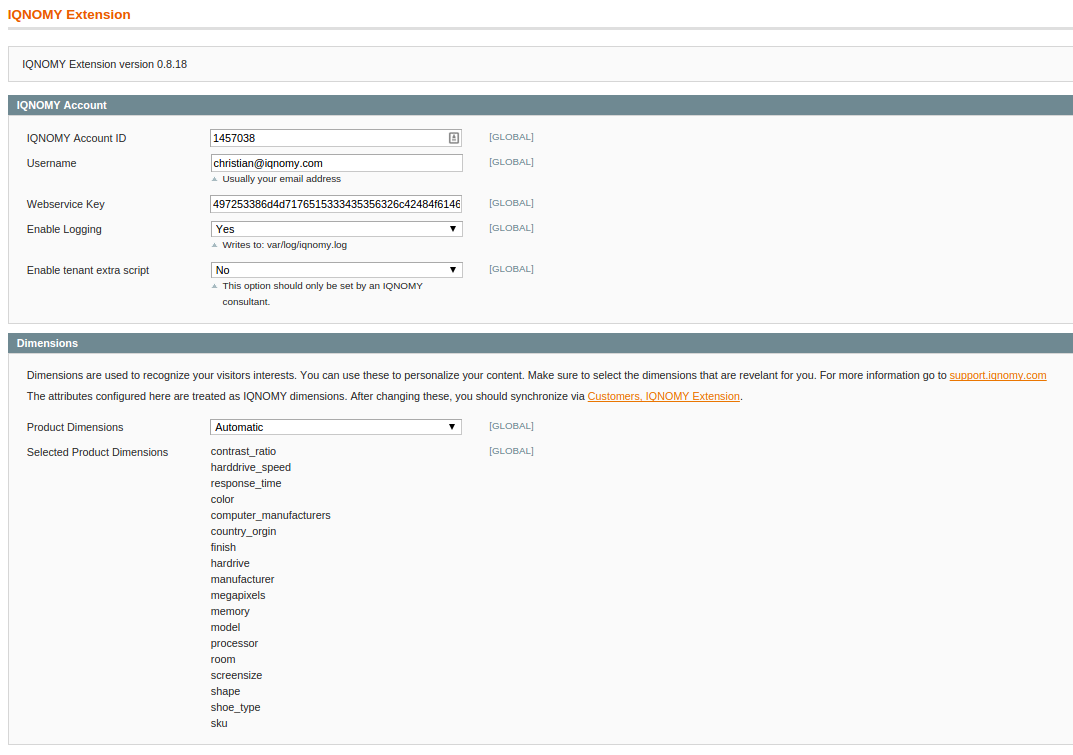 IQNOMY Extension
IQNOMY Extension version 0.8.18
IQNOMY Account
IQNOMY Account ID 1457038 [GLOBAL]
Username christian@iqnomy.com [GLOBAL]
Usually your email address
Webservice Key 497253386d4d7176515333435356326c42484f6146 [GLOBAL]
Enable Logging Yes [GLOBAL]
Writes to: var/log/iqnomy.log
Enable tenant extra script No [GLOBAL]
This option should only be set by an IQNOMY
consultant.
Dimensions
Dimensions are used to recognize your visitors interests. You can use these to personalize your content. Make sure to select the dimensions that are revelant for you. For more information go to support.iqnomy.com
The attributes configured here are treated as IQNOMY dimensions. After changing these, you should synchronize via Customers, IQNOMY Extension.
Product Dimensions Automatic [GLOBAL]
Selected Product Dimensions contrast_ratio [GLOBAL]
harddrive_speed
response_time
color
computer_manufacturers
country_orgin
finish
hardrive
manufacturer
megapixels
memory
model
processor
room
screensize
shape
shoe_type
sku